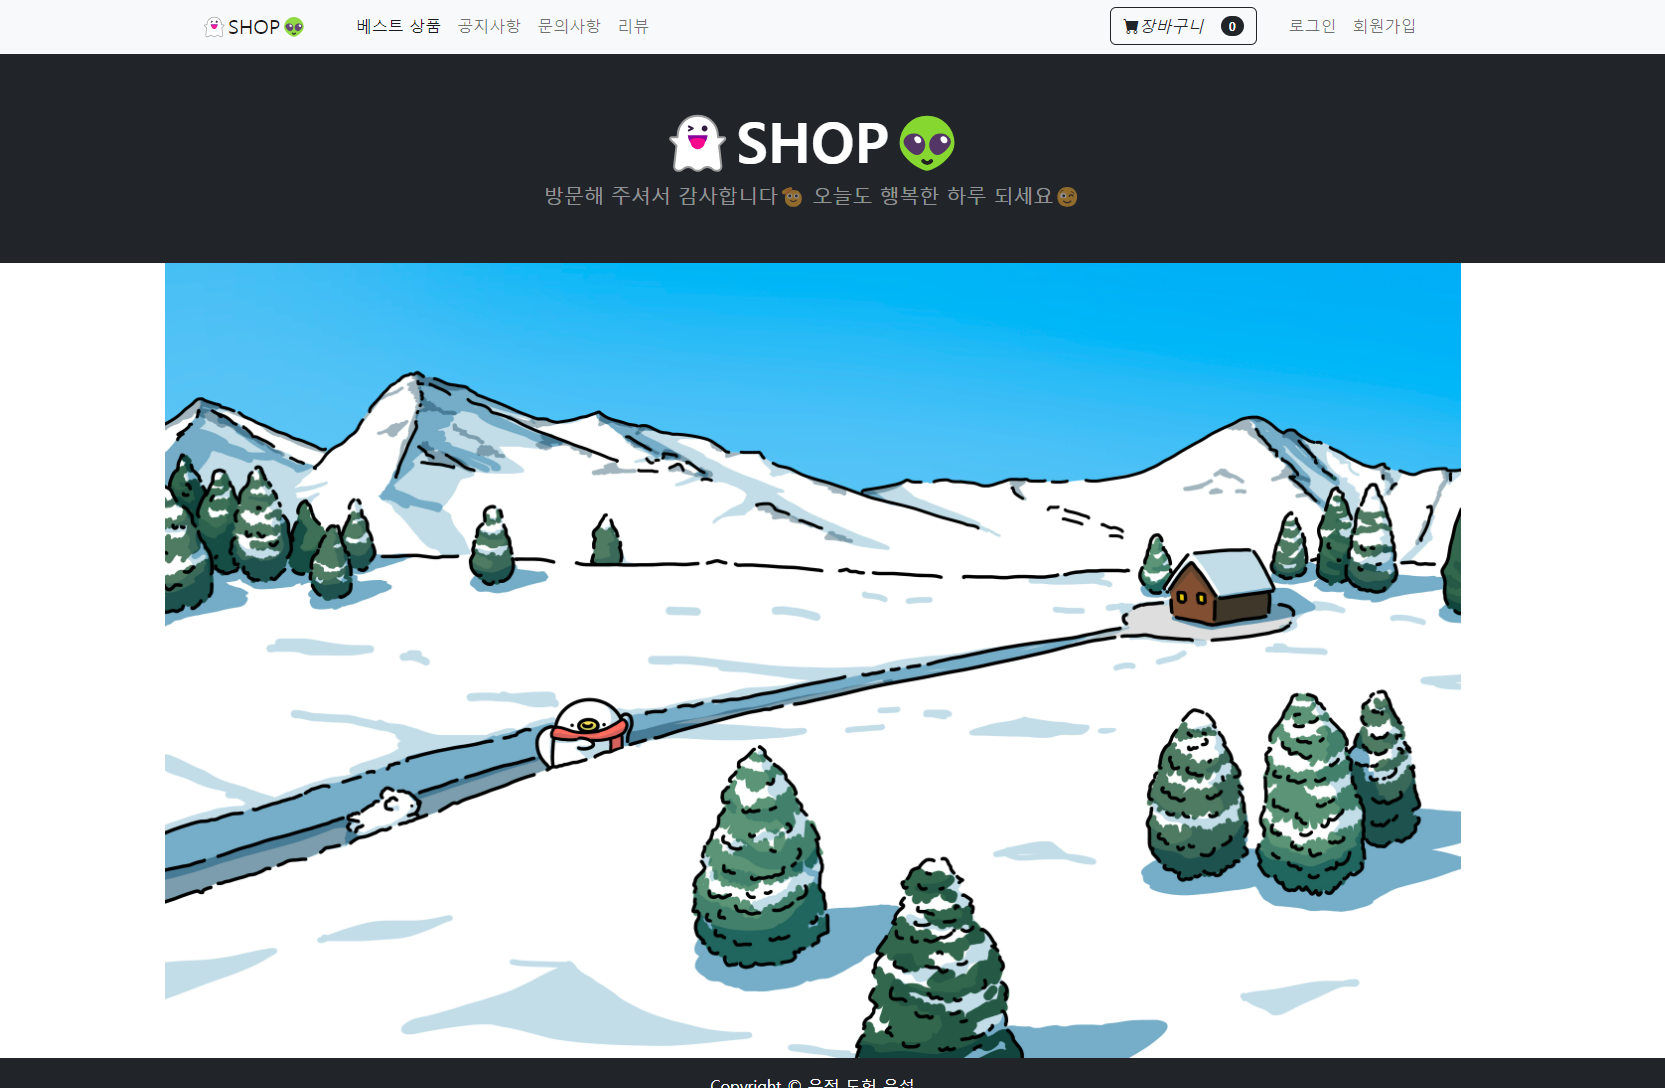 👻SHOP👽 베스트 상품 공지사항 문의사항 리뷰 장바구니 0 로그인 회원가입
👻SHOP👽
방문해 주셔서 감사합니다 오늘도 행복한 하루 되세요
Copyright ©